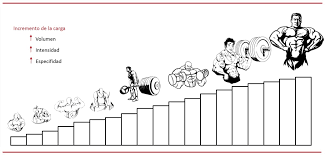 Incremento de la carga
Volumen
Intensidad
Especifidad